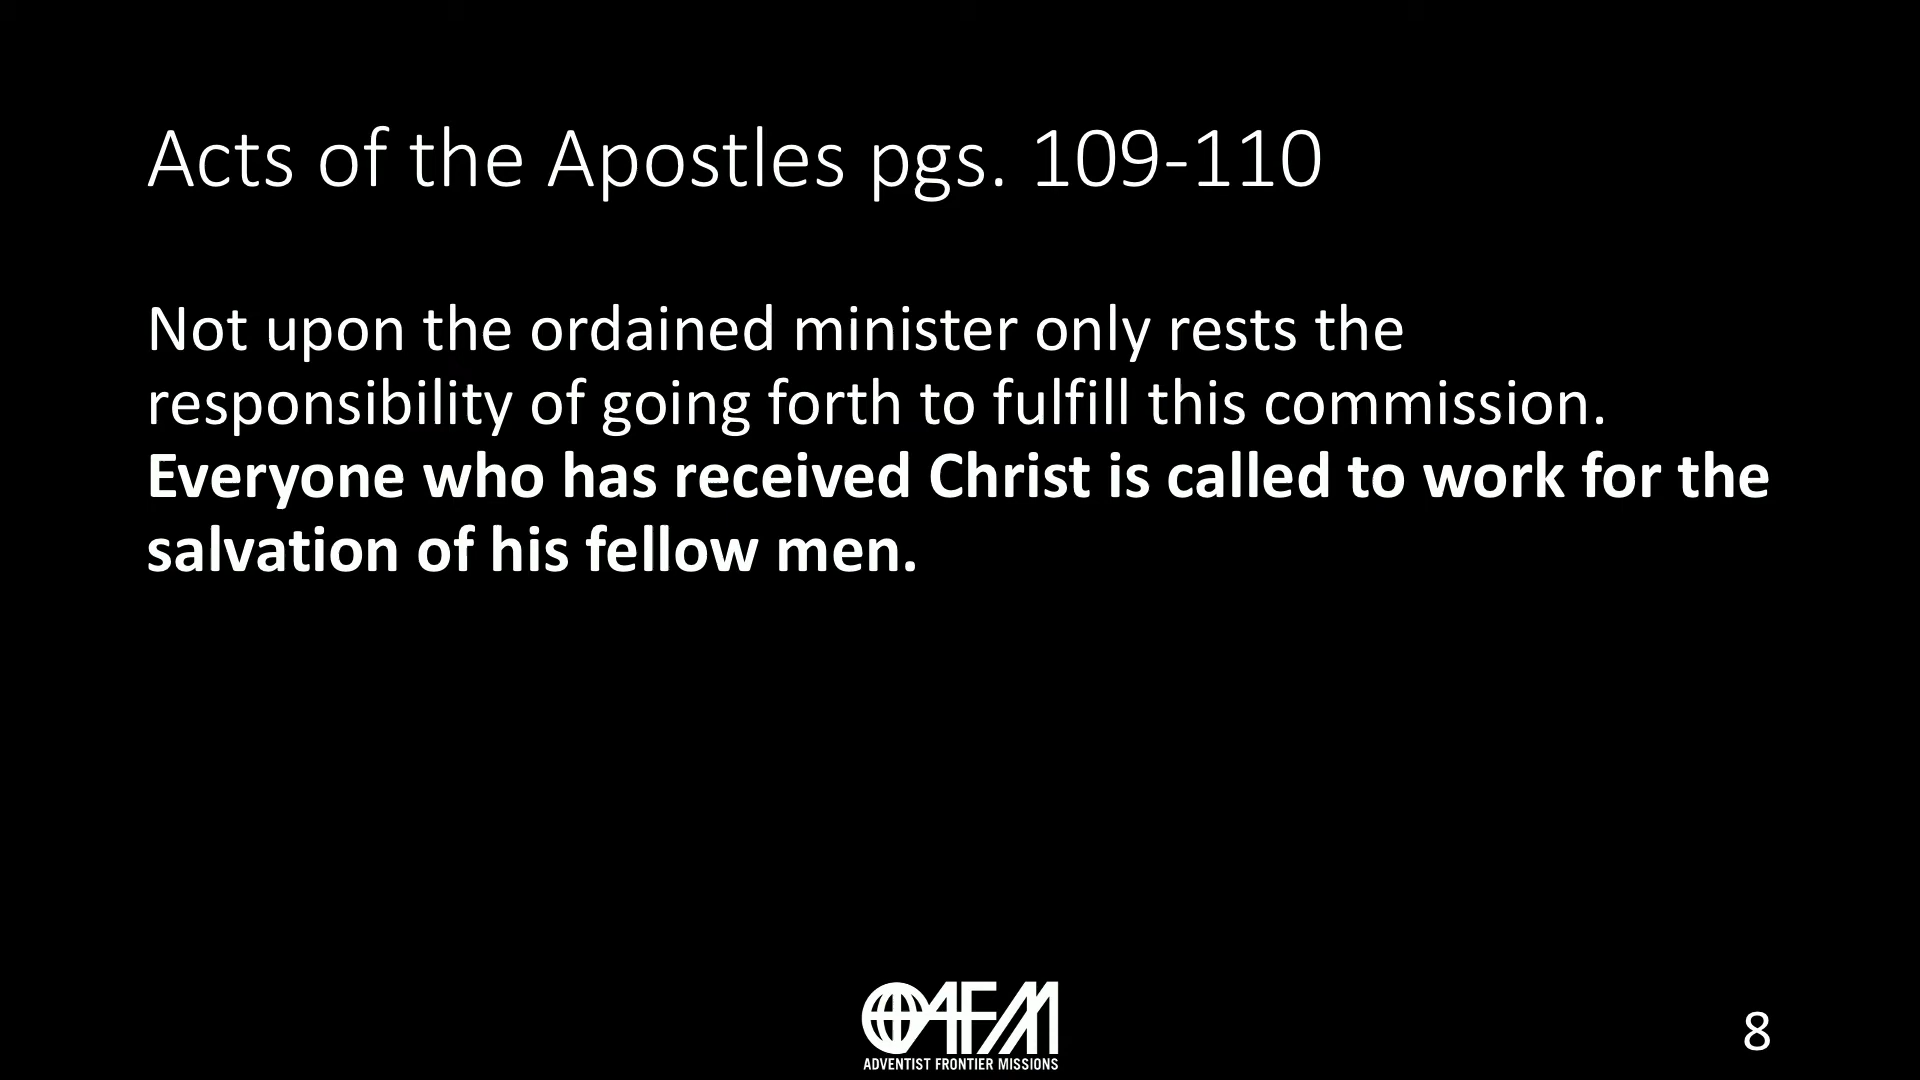 Acts of the Apostles pgs. 109-110
Not upon the ordained minister only rests the
responsibility of going forth to fulfill this commission.
Everyone who has received Christ is called to work for the
salvation of his fellow men.
AFM
ADVENTIST FRONTIER MISSIONS
8